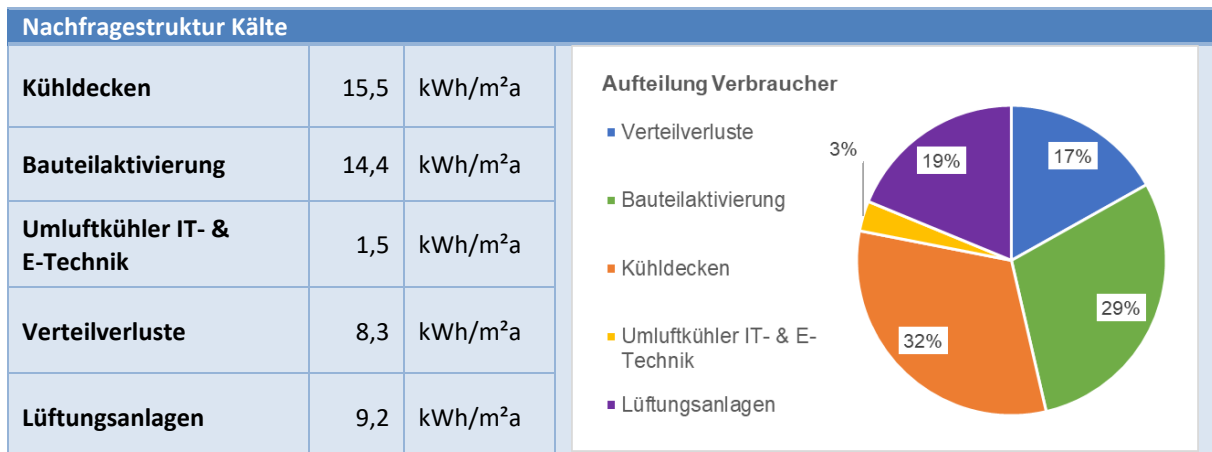 Nachfragestruktur Kälte
Kühldecken 15,5 kWh/m²a
Bauteilaktivierung 14,4 kWh/m²a
Umluftkühler IT- &
E-Technik 1,5 kWh/m²a
Verteilverluste 8,3 kWh/m²a
Lüftungsanlagen 9,2 kWh/m²a
Aufteilung Verbraucher
Verteilverluste
Bauteilaktivierung
Kühldecken
Umluftkühler IT- & E-
Technik
Lüftungsanlagen
3%
19%
17%
29%
32%